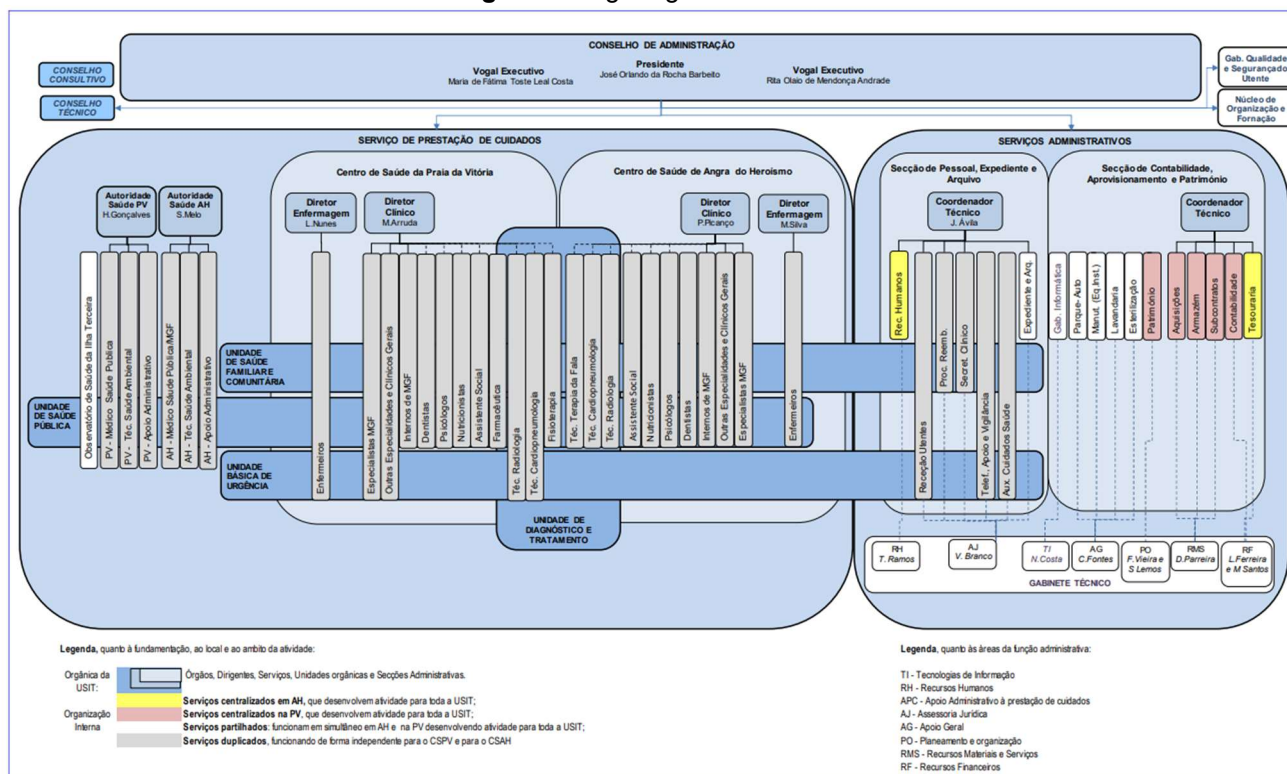 CONSELHO DE ADMINISTRAÇÃO
Presidente
José Orlando da Rocha Barbeito
Vogal Executivo
Maria de Fátima Toste Leal Costa
Vogal Executivo
Rita Olaio de Mendonça Andrade
CONSELHO
CONSULTIVO
CONSELHO
TÉCNICO
Gab. Qualidade
e Segurançado
Utente
Núcleo de
Organização e
Fornação
SERVIÇO DE PRESTAÇÃO DE CUIDADOS
SERVIÇOS ADMINISTRATIVOS
Centro de Saúde da Praia da Vitória
Centro de Saúde de Angra do Heroísmo
Secção de Pessoal, Expediente e
Arquivo
Secção de Contabilidade,
Aprovisionamento e Património
Autoridade
Saúde PV
H.Gonçalves
Autoridade
Saúde AH
S.Melo
Diretor
Enfermagem
L.Nunes
Diretor
Clínico
M.Arruda
Diretor
Clínico
P.Picanço
Diretor
Enfermagem
M.Silva
Coordenador
Técnico
J. Ávila
Coordenador
Técnico
Observatório de Saúde da Ilha Terceira
PV - Médico Saúde Publica
PV - Téc. Saúde Ambiental
PV - Apoio Administrativo
AH - Médico Sáude Pública/MGF
AH - Téc. Saúde Ambiental
AH - Apoio Administrativo
Enfermeiros
Especialistas MGF
Outras Especialidades e Clínicos Gerais
Internos de MGF
Dentistas
Psicólogos
Nutricionistas
Assistente Social
Farmacêutica
Téc. Radiologia
Téc. Cardiopneumologia
Fisioterapia
Téc. Terapia da Fala
Téc. Cardiopneumologia
Téc. Radiologia
Assistente Social
Nutricionistas
Psicólogos
Dentistas
Internos de MGF
Outras Especialidades e Clínicos Gerais
Especialistas MGF
Enfermeiros
Rec. Humanos
Receção Utentes
Proc. Reemb.
Secret. Clínico
Telef. Apoio e Vigilância
Aux. Cuidados Saúde
Expediente e Arq.
Gab. Informática
Parque- Auto
Manut. (Eq.Inst.)
Lavandaria
Esterilização
Património
Aquisições
Armazém
Subcontratos
Contabilidade
Tesouraria
UNIDADE
DE SAÚDE
FAMILIAR E
COMUNITÁRIA
UNIDADE
DE SAÚDE
PÚBLICA
UNIDADE
BÁSICA DE
URGÊNCIA
UNIDADE DE
DIAGNÓSTICO E
TRATAMENTO
RH
T. Ramos
AJ
V. Branco
TI
N.Costa
AG
C.Fontes
PO
F.Vieira e
S Lemos
RMS
D.Parreira
RF
L.Ferreira
e M Santos
GABINETE TÉCNICO
Legenda, quanto à fundamentação, ao local e ao ambito da atividade:
Orgânica da
USIT:
Órgãos, Dirigentes, Serviços, Unidades orgânicas e Secções Administrativas.
Organização
Interna
Serviços centralizados em AH, que desenvolvem atividade para toda a USIT;
Serviços centralizados na PV, que desenvolvem atividade para toda a USIT;
Serviços partilhados: funcionam em simultâneo em AH e na PV desenvolvendo atividade para toda a USIT;
Serviços duplicados, funcionando de forma independente para o CSPV e para o CSAH
Legenda, quanto às áreas da função administrativa:
TI - Tecnologias de Informação
RH - Recursos Humanos
APC - Apoio Administrativo à prestação de cuidados
AJ - Assessoria Jurídica
AG - Apoio Geral
PO - Planeamento e organização
RMS - Recursos Materiais e Serviços
RF - Recursos Financeiros